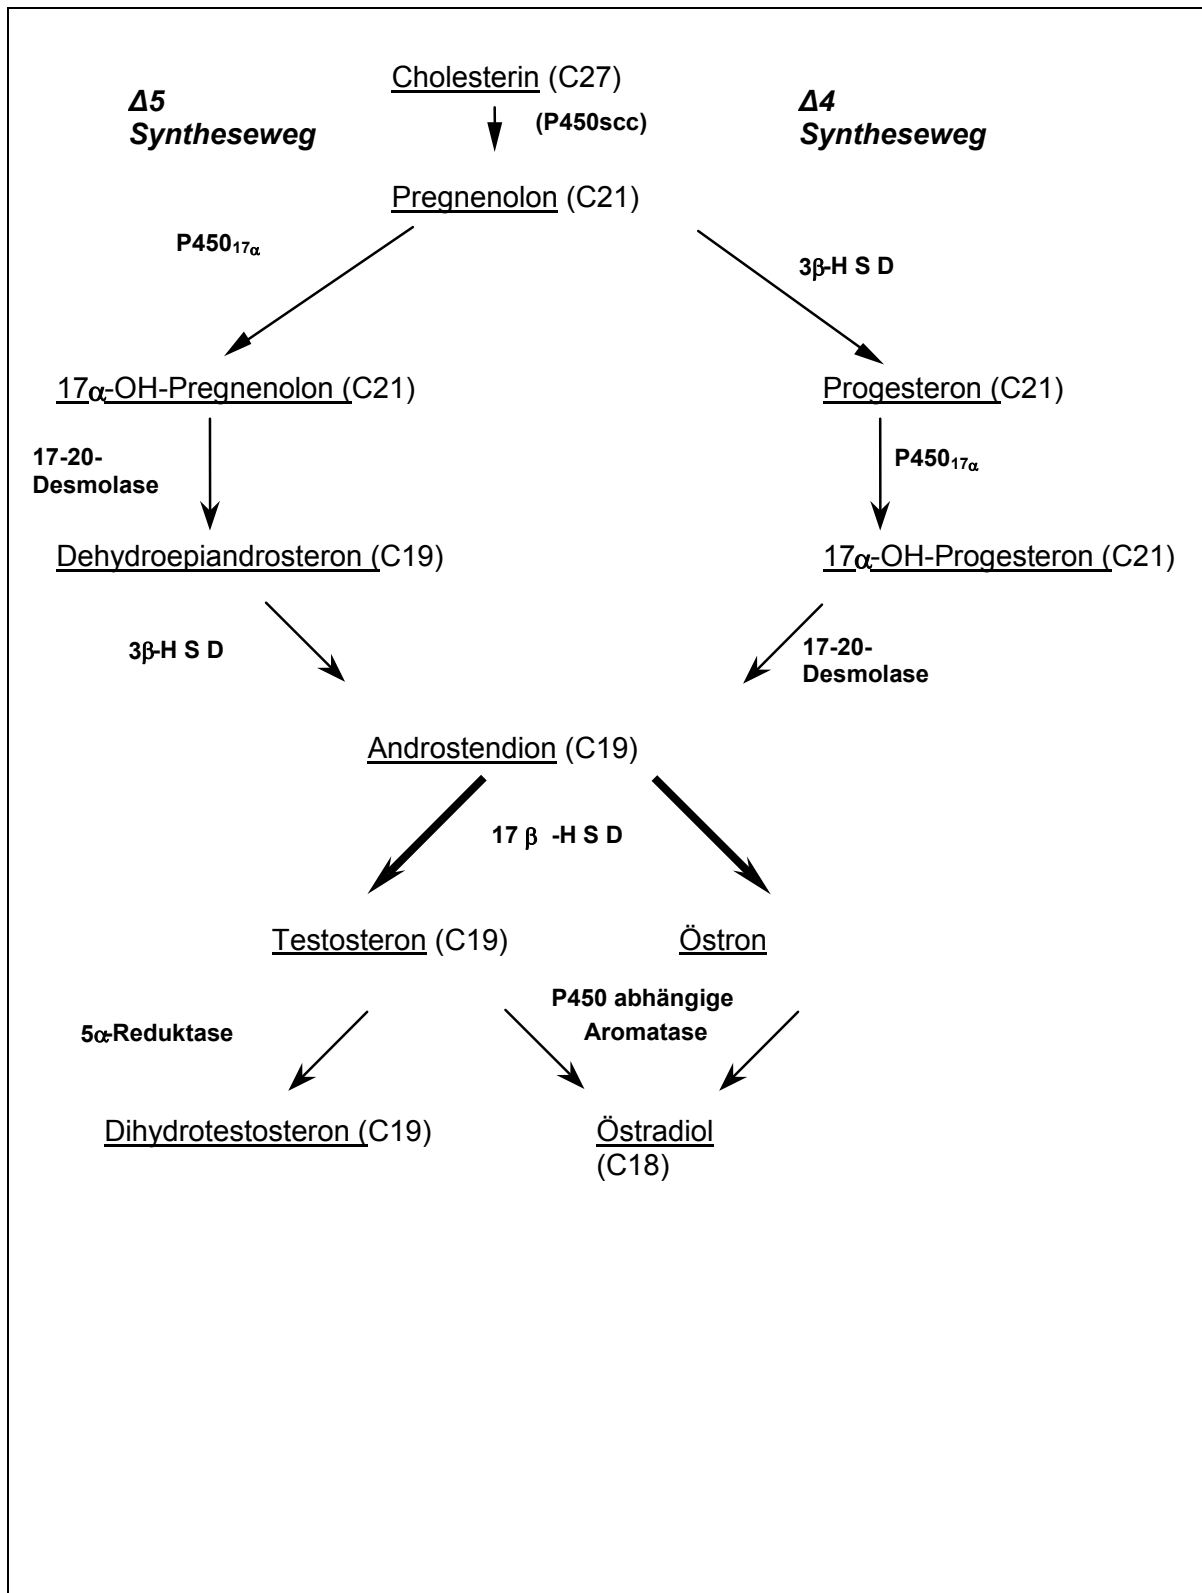 Cholesterin (C27)
Δ5
Syntheseweg
Δ4
Syntheseweg
(P450scc)
Pregnenolon (C21)
P45017α
3β-H S D
17α-OH-Pregnenolon (C21)
Progesteron (C21)
17-20-
Desmolase
P45017α
Dehydroepiandrosteron (C19)
17α-OH-Progesteron (C21)
3β-H S D
17-20-
Desmolase
Androstendion (C19)
17 β -H S D
Testosteron (C19)
Östron
P450 abhängige
Aromatase
5α-Reduktase
Dihydrotestosteron (C19)
Östradiol
(C18)